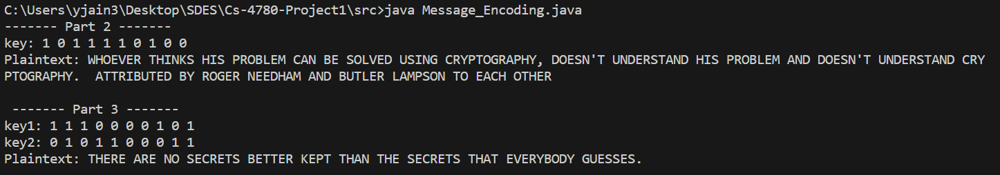 C:\Users\yjain3\Desktop\SDES\Cs-4780-Project1\src>java Message_Encoding.java
------- Part 2 -------
key: 1 0 1 1 1 1 0 1 0 0
Plaintext: WHOEVER THINKS HIS PROBLEM CAN BE SOLVED USING CRYPTOGRAPHY, DOESN'T UNDERSTAND HIS PROBLEM AND DOESN'T UNDERSTAND CRY
PTOGRAPHY.  ATTRIBUTED BY ROGER NEEDHAM AND BUTLER LAMPSON TO EACH OTHER

 ------- Part 3 -------
key1: 1 1 1 0 0 0 0 1 0 1
key2: 0 1 0 1 1 0 0 0 1 1
Plaintext: THERE ARE NO SECRETS BETTER KEPT THAN THE SECRETS THAT EVERYBODY GUESSES.